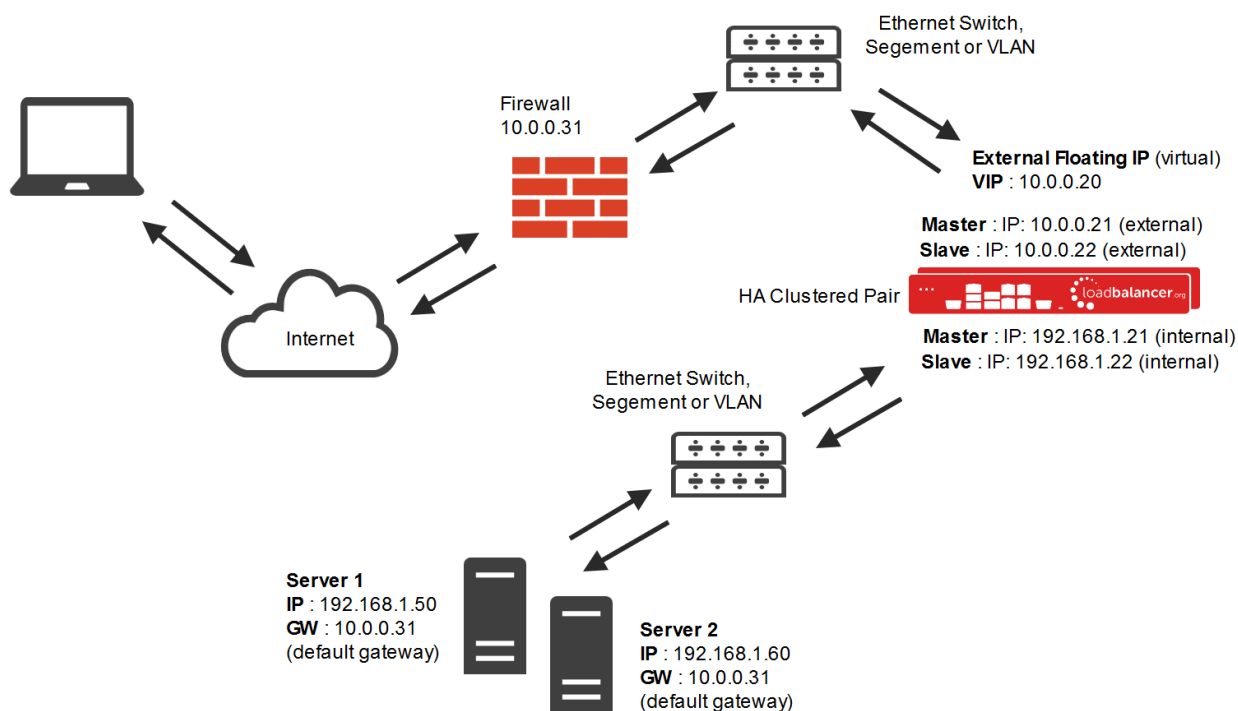 Ethernet Switch,
Segement or VLAN
Firewall
10.0.0.31
External Floating IP (virtual)
VIP : 10.0.0.20
Master : IP: 10.0.0.21 (external)
Slave : IP: 10.0.0.22 (external)
HA Clustered Pair
loadbalancer.org
Internet
Master : IP: 192.168.1.21 (internal)
Slave : IP: 192.168.1.22 (internal)
Ethernet Switch,
Segement or VLAN
Server 1
IP : 192.168.1.50
GW : 10.0.0.31
(default gateway)
Server 2
IP : 192.168.1.60
GW : 10.0.0.31
(default gateway)